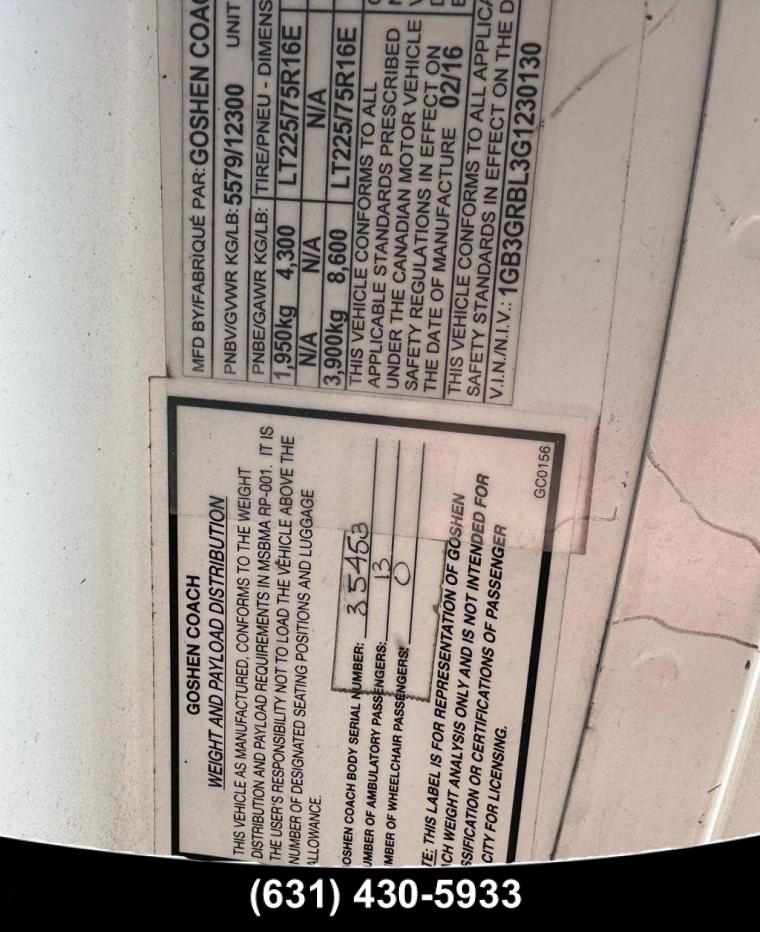 MFD BY/FABRIQUÉ PAR: GOSHEN COAC
PNBV/GVWR KG/LB: 5579/12300 UNIT
PNBE/GAWR KG/LB: TIRE/PNEU - DIMENS
1,950kg 4,300 LT225/75R16E
N/A N/A N/A
3,900kg 8,600 LT225/75R16E
THIS VEHICLE CONFORMS TO ALL
APPLICABLE STANDARDS PRESCRIBED
UNDER THE CANADIAN MOTOR VEHICLE
SAFETY REGULATIONS IN EFFECT ON
THE DATE OF MANUFACTURE 02/16
THIS VEHICLE CONFORMS TO ALL APPLICA
SAFETY STANDARDS IN EFFECT ON THE D
V.I.N./N.I.V.: 1GB3GRBL3G1230130
GOSHEN COACH
WEIGHT AND PAYLOAD DISTRIBUTION
THIS VEHICLE AS MANUFACTURED, CONFORMS TO THE WEIGHT
DISTRIBUTION AND PAYLOAD REQUIREMENTS IN MSBMA RP-001. IT IS
THE USER'S RESPONSIBILITY NOT TO LOAD THE VEHICLE ABOVE THE
NUMBER OF DESIGNATED SEATING POSITIONS AND LUGGAGE
ALLOWANCE.
OSHEN COACH BODY SERIAL NUMBER: 35453
UMBER OF AMBULATORY PASSENGERS: 13
MBER OF WHEELCHAIR PASSENGERS: 0
TE: THIS LABEL IS FOR REPRESENTATION OF GOSHEN
CH WEIGHT ANALYSIS ONLY AND IS NOT INTENDED FOR
SSIFICATION OR CERTIFICATIONS OF PASSENGER
CITY FOR LICENSING.
GC0156
(631) 430-5933